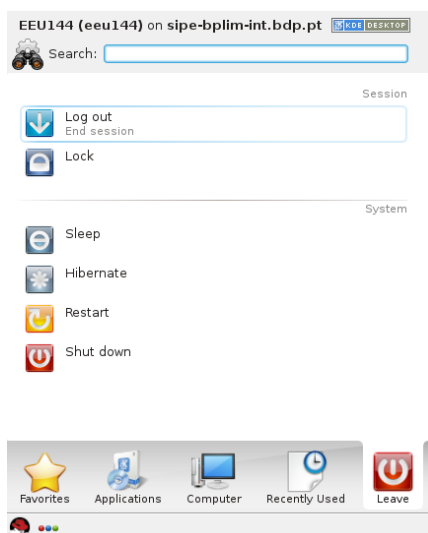 EEU144 (eeu144) on sipe-bplim-int.bdp.pt KDE DESKTOP
Search:
Session
Log out
End session
Lock
System
Sleep
Hibernate
Restart
Shut down
Favorites Applications Computer Recently Used Leave